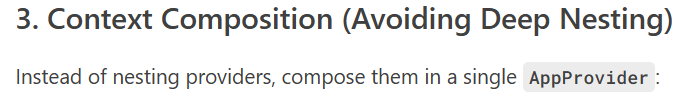 3. Context Composition (Avoiding Deep Nesting)
Instead of nesting providers, compose them in a single AppProvider: